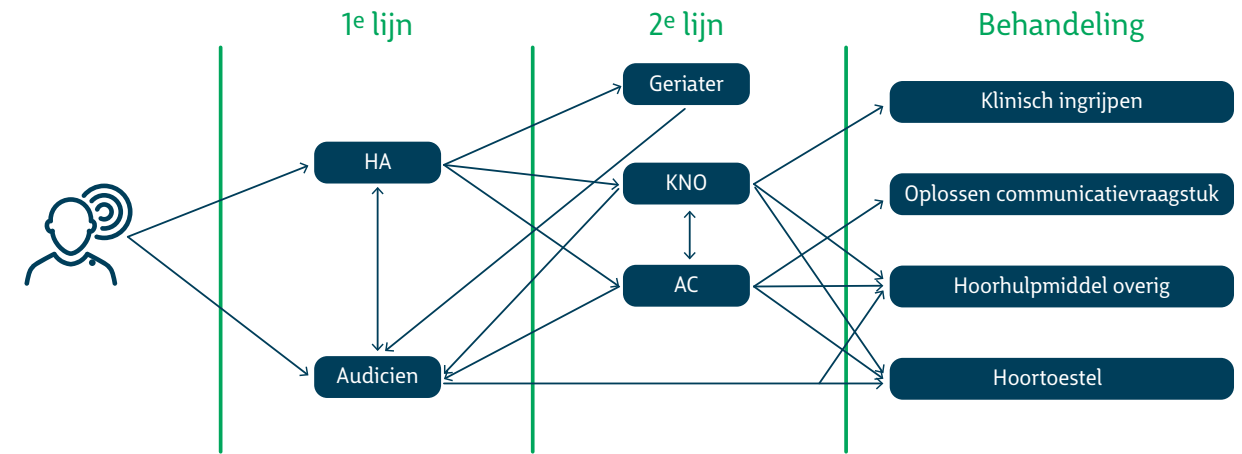 1e lijn
2e lijn
Behandeling
Geriater
Klinisch ingrijpen
HA
KNO
Oplossen communicatievraagstuk
AC
Hoorhulpmiddel overig
Audicien
Hoortoestel